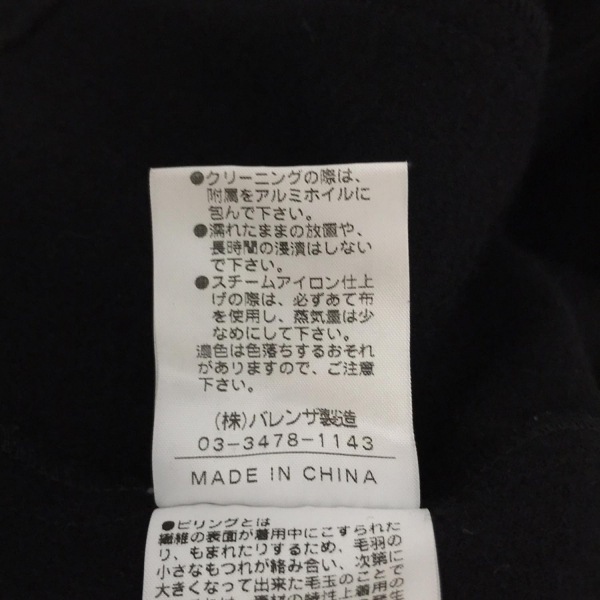 ●クリーニングの際は、
附属をアルミホイルに
包んで下さい。
●濡れたままの放置や、
長時間の浸漬はしない
で下さい。
●スチームアイロン仕上
げの際は、必ずあて布
を使用し、蒸気量は少
なめにして下さい。
濃色は色落ちするおそれ
がありますので、ご注意
下さい。
(株)バレンザ製造
03-3478-1143
MADE IN CHINA
●ピリングとは
繊維の表面が着用中にこすられた
り、もまれたりするため、毛羽の
小さなもつれが絡み合い、次第に
大きくなって出来た毛玉のことで